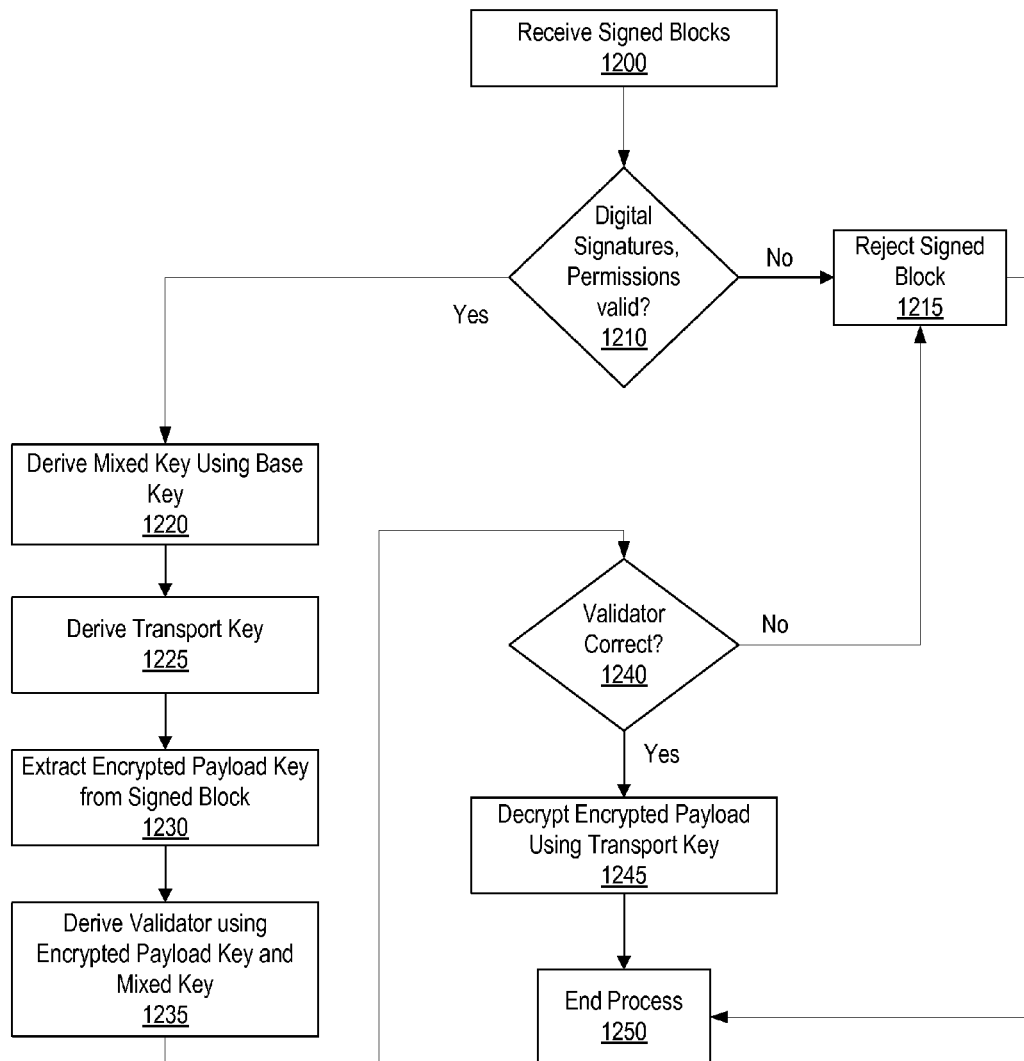 Receive Signed Blocks
1200
Digital
Signatures,
Permissions
valid?
1210
No
Yes
Reject Signed
Block
1215
Derive Mixed Key Using Base
Key
1220
Derive Transport Key
1225
Extract Encrypted Payload Key
from Signed Block
1230
Derive Validator using
Encrypted Payload Key and
Mixed Key
1235
Validator
Correct?
1240
No
Yes
Decrypt Encrypted Payload
Using Transport Key
1245
End Process
1250